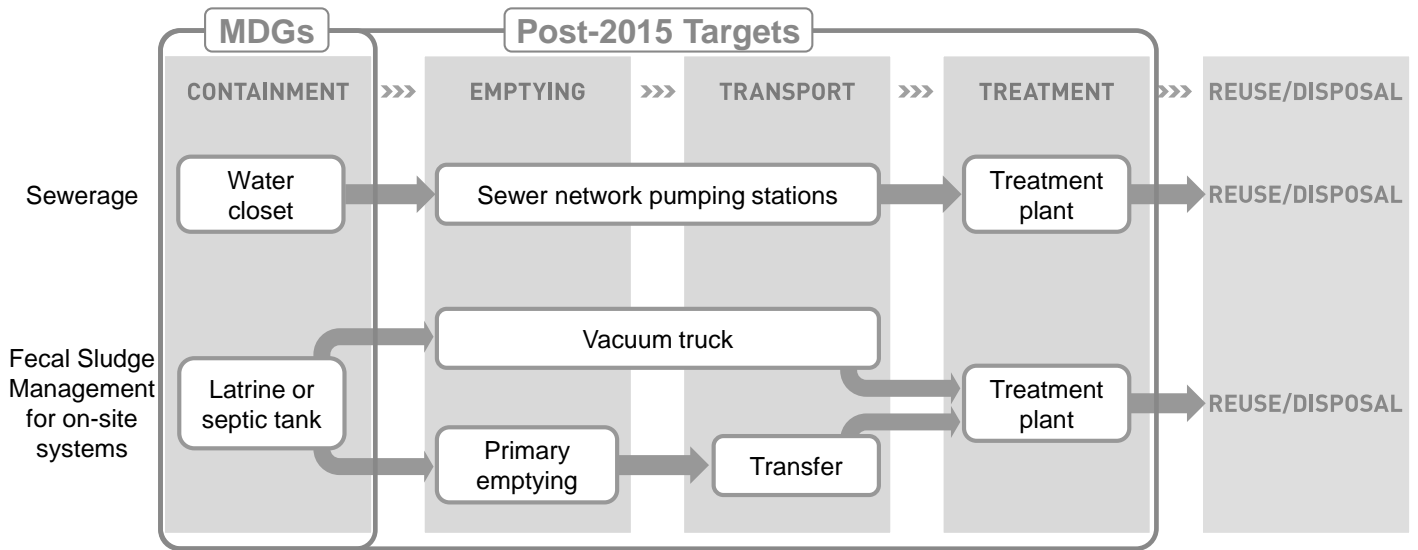 MDGs
Post-2015 Targets
CONTAINMENT >>> EMPTYING >>> TRANSPORT >>> TREATMENT >>> REUSE/DISPOSAL
Sewerage
Water
closet
Sewer network pumping stations
Treatment
plant
REUSE/DISPOSAL
Fecal Sludge
Management
for on-site
systems
Latrine or
septic tank
Vacuum truck
Primary
emptying
Transfer
Treatment
plant
REUSE/DISPOSAL